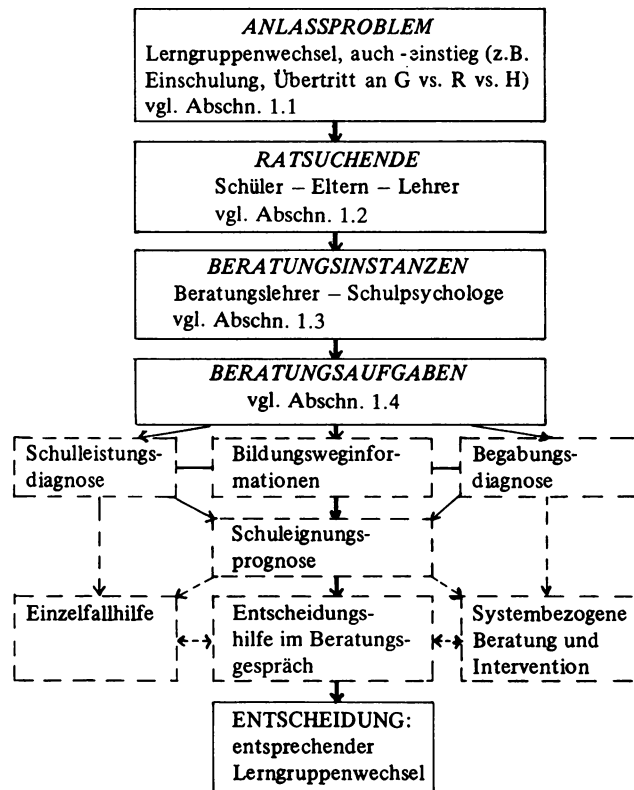 ANLASSPROBLEM
Lerngruppenwechsel, auch -einstieg (z.B.
Einschulung, Übertritt an G vs. R vs. H)
vgl. Abschn. 1.1
RATSUCHENDE
Schüler – Eltern – Lehrer
vgl. Abschn. 1.2
BERATUNGSINSTANZEN
Beratungslehrer – Schulpsychologe
vgl. Abschn. 1.3
BERATUNGSAUFGABEN
vgl. Abschn. 1.4
Schulleistungs-
diagnose
Bildungsweginfor-
mationen
Begabungs-
diagnose
Schuleignungs-
prognose
Einzelfallhilfe
Entscheidungs-
hilfe im Beratungs-
gespräch
Systembezogene
Beratung und
Intervention
ENTSCHEIDUNG:
entsprechender
Lerngruppenwechsel